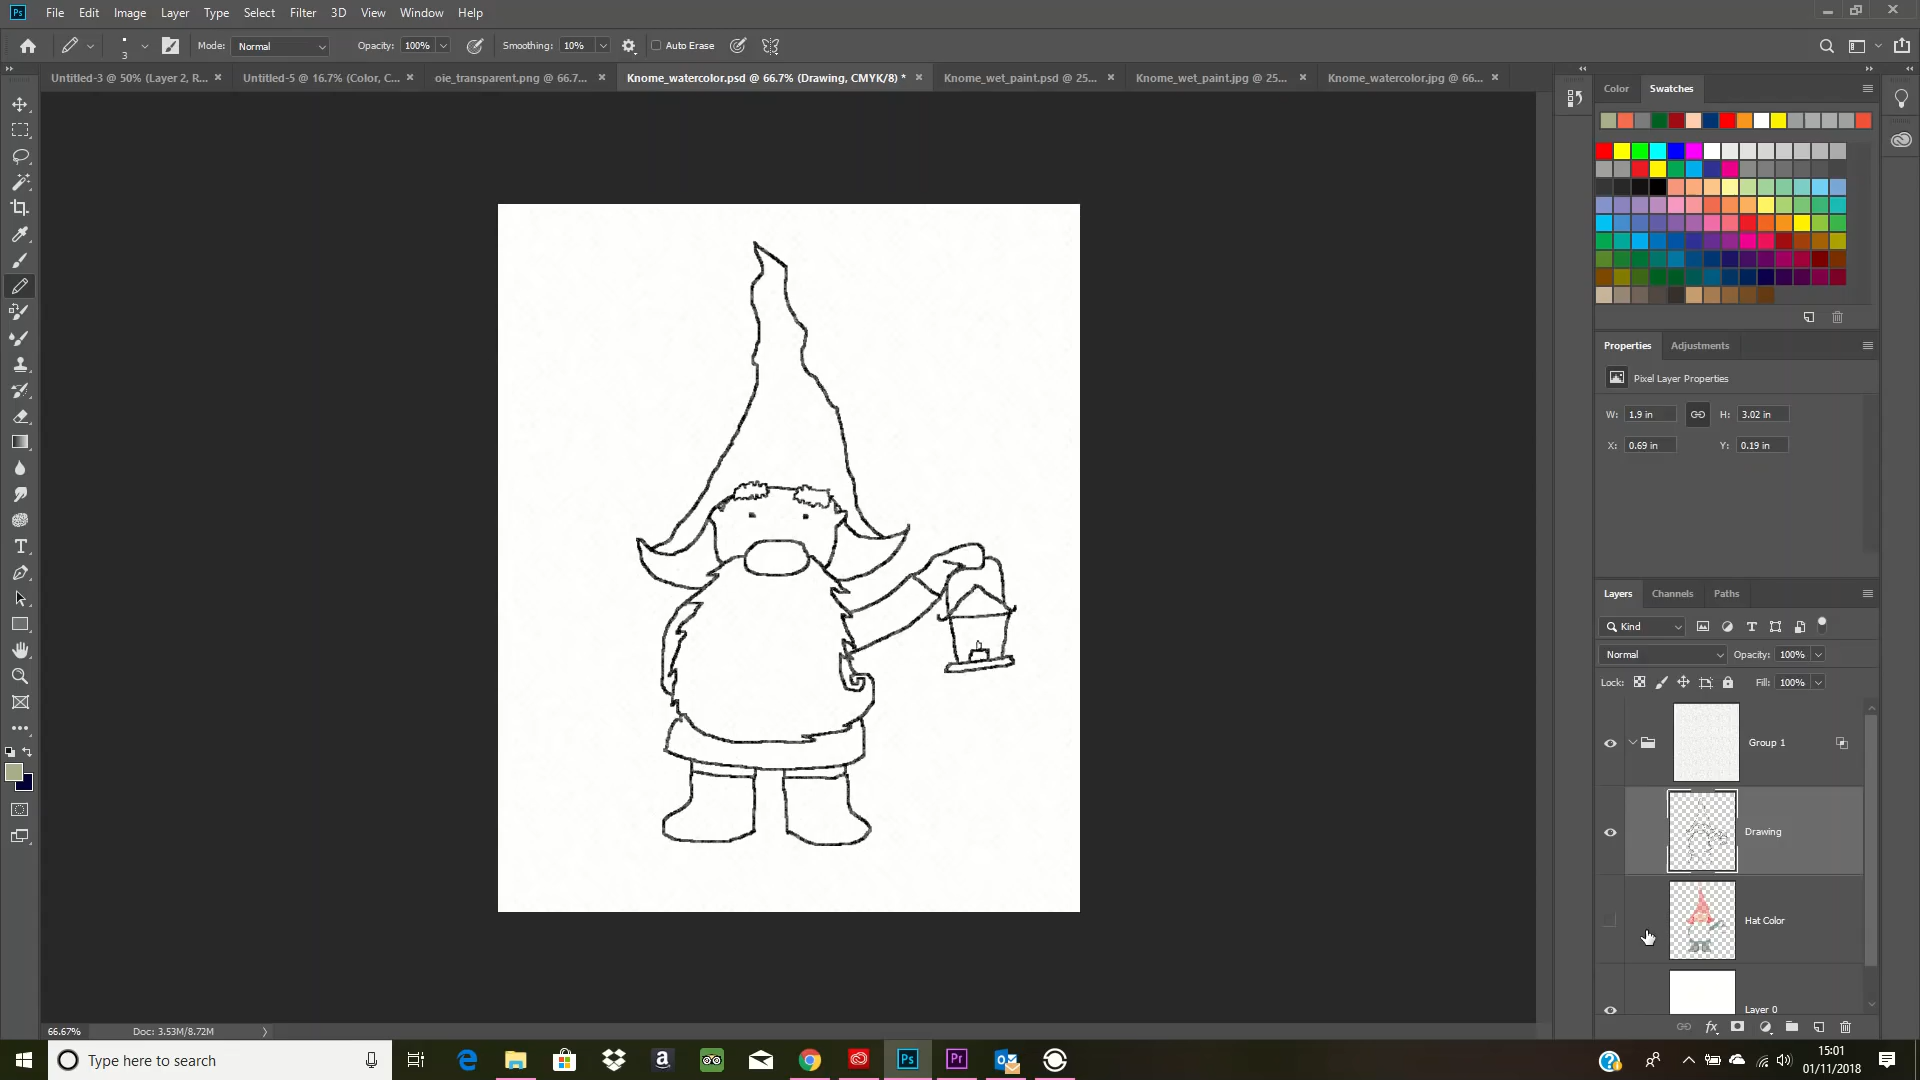 Ps File Edit Image Layer Type Select Filter 3D View Window Help
3 Mode: Normal Opacity: 100% Smoothing: 10% Auto Erase
Untitled-3 @ 50% (Layer 2, R... × Untitled-5 @ 16.7% (Color, C... × oie_transparent.png @ 66.7... × Knome_watercolor.psd @ 66.7% (Drawing, CMYK/8) * × Knome_wet_paint.psd @ 25... × Knome_wet_paint.jpg @ 25... × Knome_watercolor.jpg @ 66... ×
Color Swatches
Properties Adjustments
Pixel Layer Properties
W: 1.9 in H: 3.02 in
X: 0.69 in Y: 0.19 in
Layers Channels Paths
Kind
Normal Opacity: 100%
Lock: Fill: 100%
Group 1
Drawing
Hat Color
Layer 0
66.67% Doc: 3.53M/8.72M
Type here to search
Ps Pr
15:01
01/11/2018